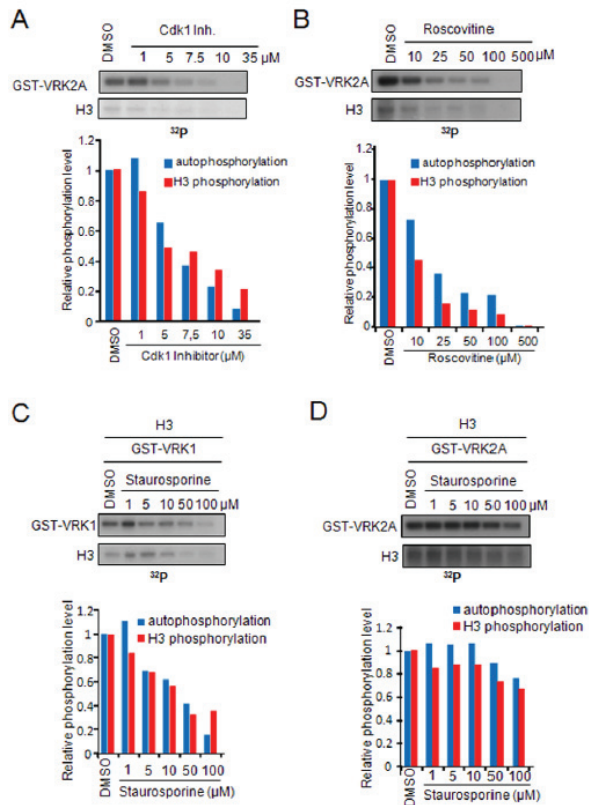 A
DMSO
Cdk1 Inh.
1 5 7.5 10 35 µM
GST-VRK2A
H3
32P
Relative phosphorylation level
1.2
1
0.8
0.6
0.4
0.2
0
autophosphorylation
H3 phosphorylation
DMSO
1 5 7,5 10 35
Cdk1 Inhibitor (µM)
B
DMSO
Roscovitine
10 25 50 100 500 µM
GST-VRK2A
H3
32P
Relative phosphorylation level
1.2
1
0.8
0.6
0.4
0.2
0
autophosphorylation
H3 phosphorylation
DMSO
10 25 50 100 500
Roscovitine (µM)
C
H3
GST-VRK1
DMSO
Staurosporine
1 5 10 50 100 µM
GST-VRK1
H3
32P
Relative phosphorylation level
1.2
1
0.8
0.6
0.4
0.2
0
autophosphorylation
H3 phosphorylation
DMSO
1 5 10 50 100
Staurosporine (µM)
D
H3
GST-VRK2A
DMSO
Staurosporine
1 5 10 50 100 µM
GST-VRK2A
H3
32P
Relative phosphorylation level
1.2
1
0.8
0.6
0.4
0.2
0
autophosphorylation
H3 phosphorylation
DMSO
1 5 10 50 100
Staurosporine (µM)